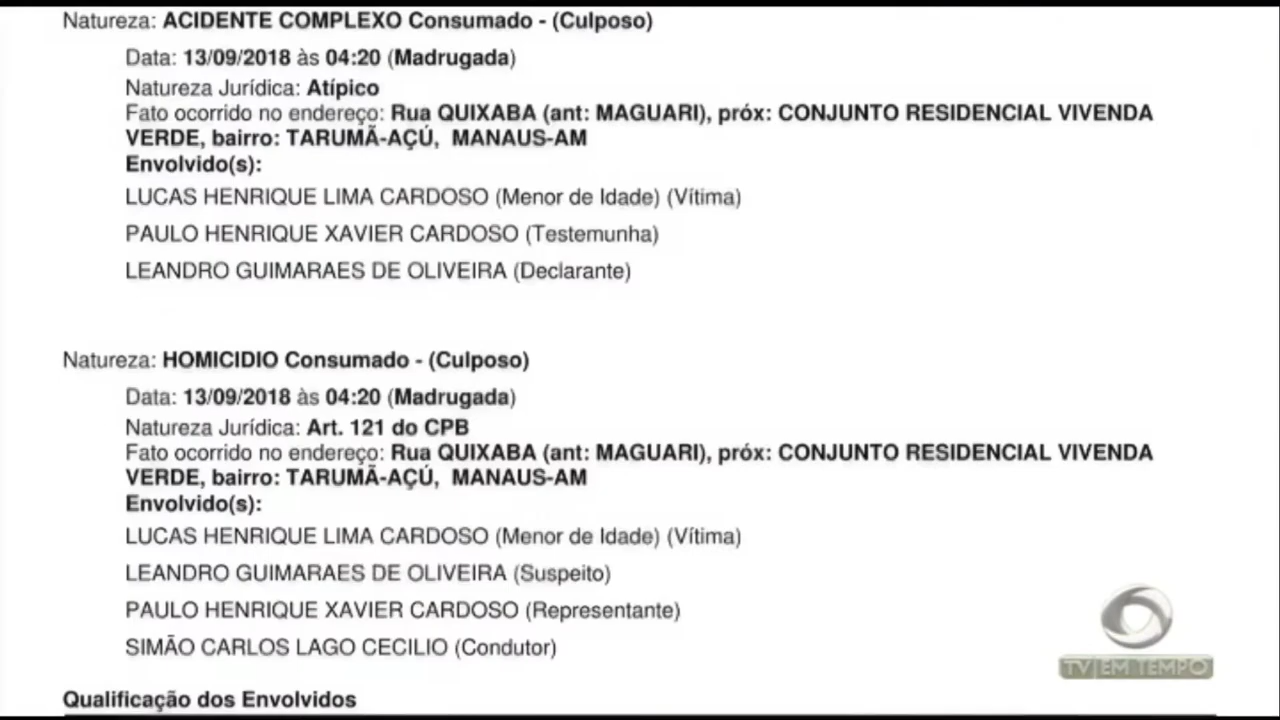 Natureza: ACIDENTE COMPLEXO Consumado - (Culposo)
Data: 13/09/2018 às 04:20 (Madrugada)
Natureza Jurídica: Atípico
Fato ocorrido no endereço: Rua QUIXABA (ant: MAGUARI), próx: CONJUNTO RESIDENCIAL VIVENDA
VERDE, bairro: TARUMÃ-AÇÚ, MANAUS-AM
Envolvido(s):
LUCAS HENRIQUE LIMA CARDOSO (Menor de Idade) (Vítima)
PAULO HENRIQUE XAVIER CARDOSO (Testemunha)
LEANDRO GUIMARAES DE OLIVEIRA (Declarante)
Natureza: HOMICIDIO Consumado - (Culposo)
Data: 13/09/2018 às 04:20 (Madrugada)
Natureza Jurídica: Art. 121 do CPB
Fato ocorrido no endereço: Rua QUIXABA (ant: MAGUARI), próx: CONJUNTO RESIDENCIAL VIVENDA
VERDE, bairro: TARUMÃ-AÇÚ, MANAUS-AM
Envolvido(s):
LUCAS HENRIQUE LIMA CARDOSO (Menor de Idade) (Vítima)
LEANDRO GUIMARAES DE OLIVEIRA (Suspeito)
PAULO HENRIQUE XAVIER CARDOSO (Representante)
SIMÃO CARLOS LAGO CECILIO (Condutor)
TV EM TEMPO
Qualificação dos Envolvidos